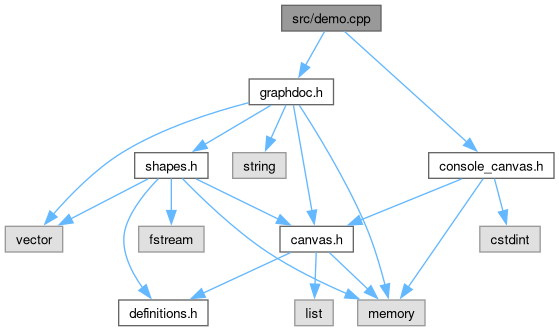 src/demo.cpp
graphdoc.h
shapes.h
string
console_canvas.h
vector
fstream
canvas.h
cstdint
definitions.h
list
memory